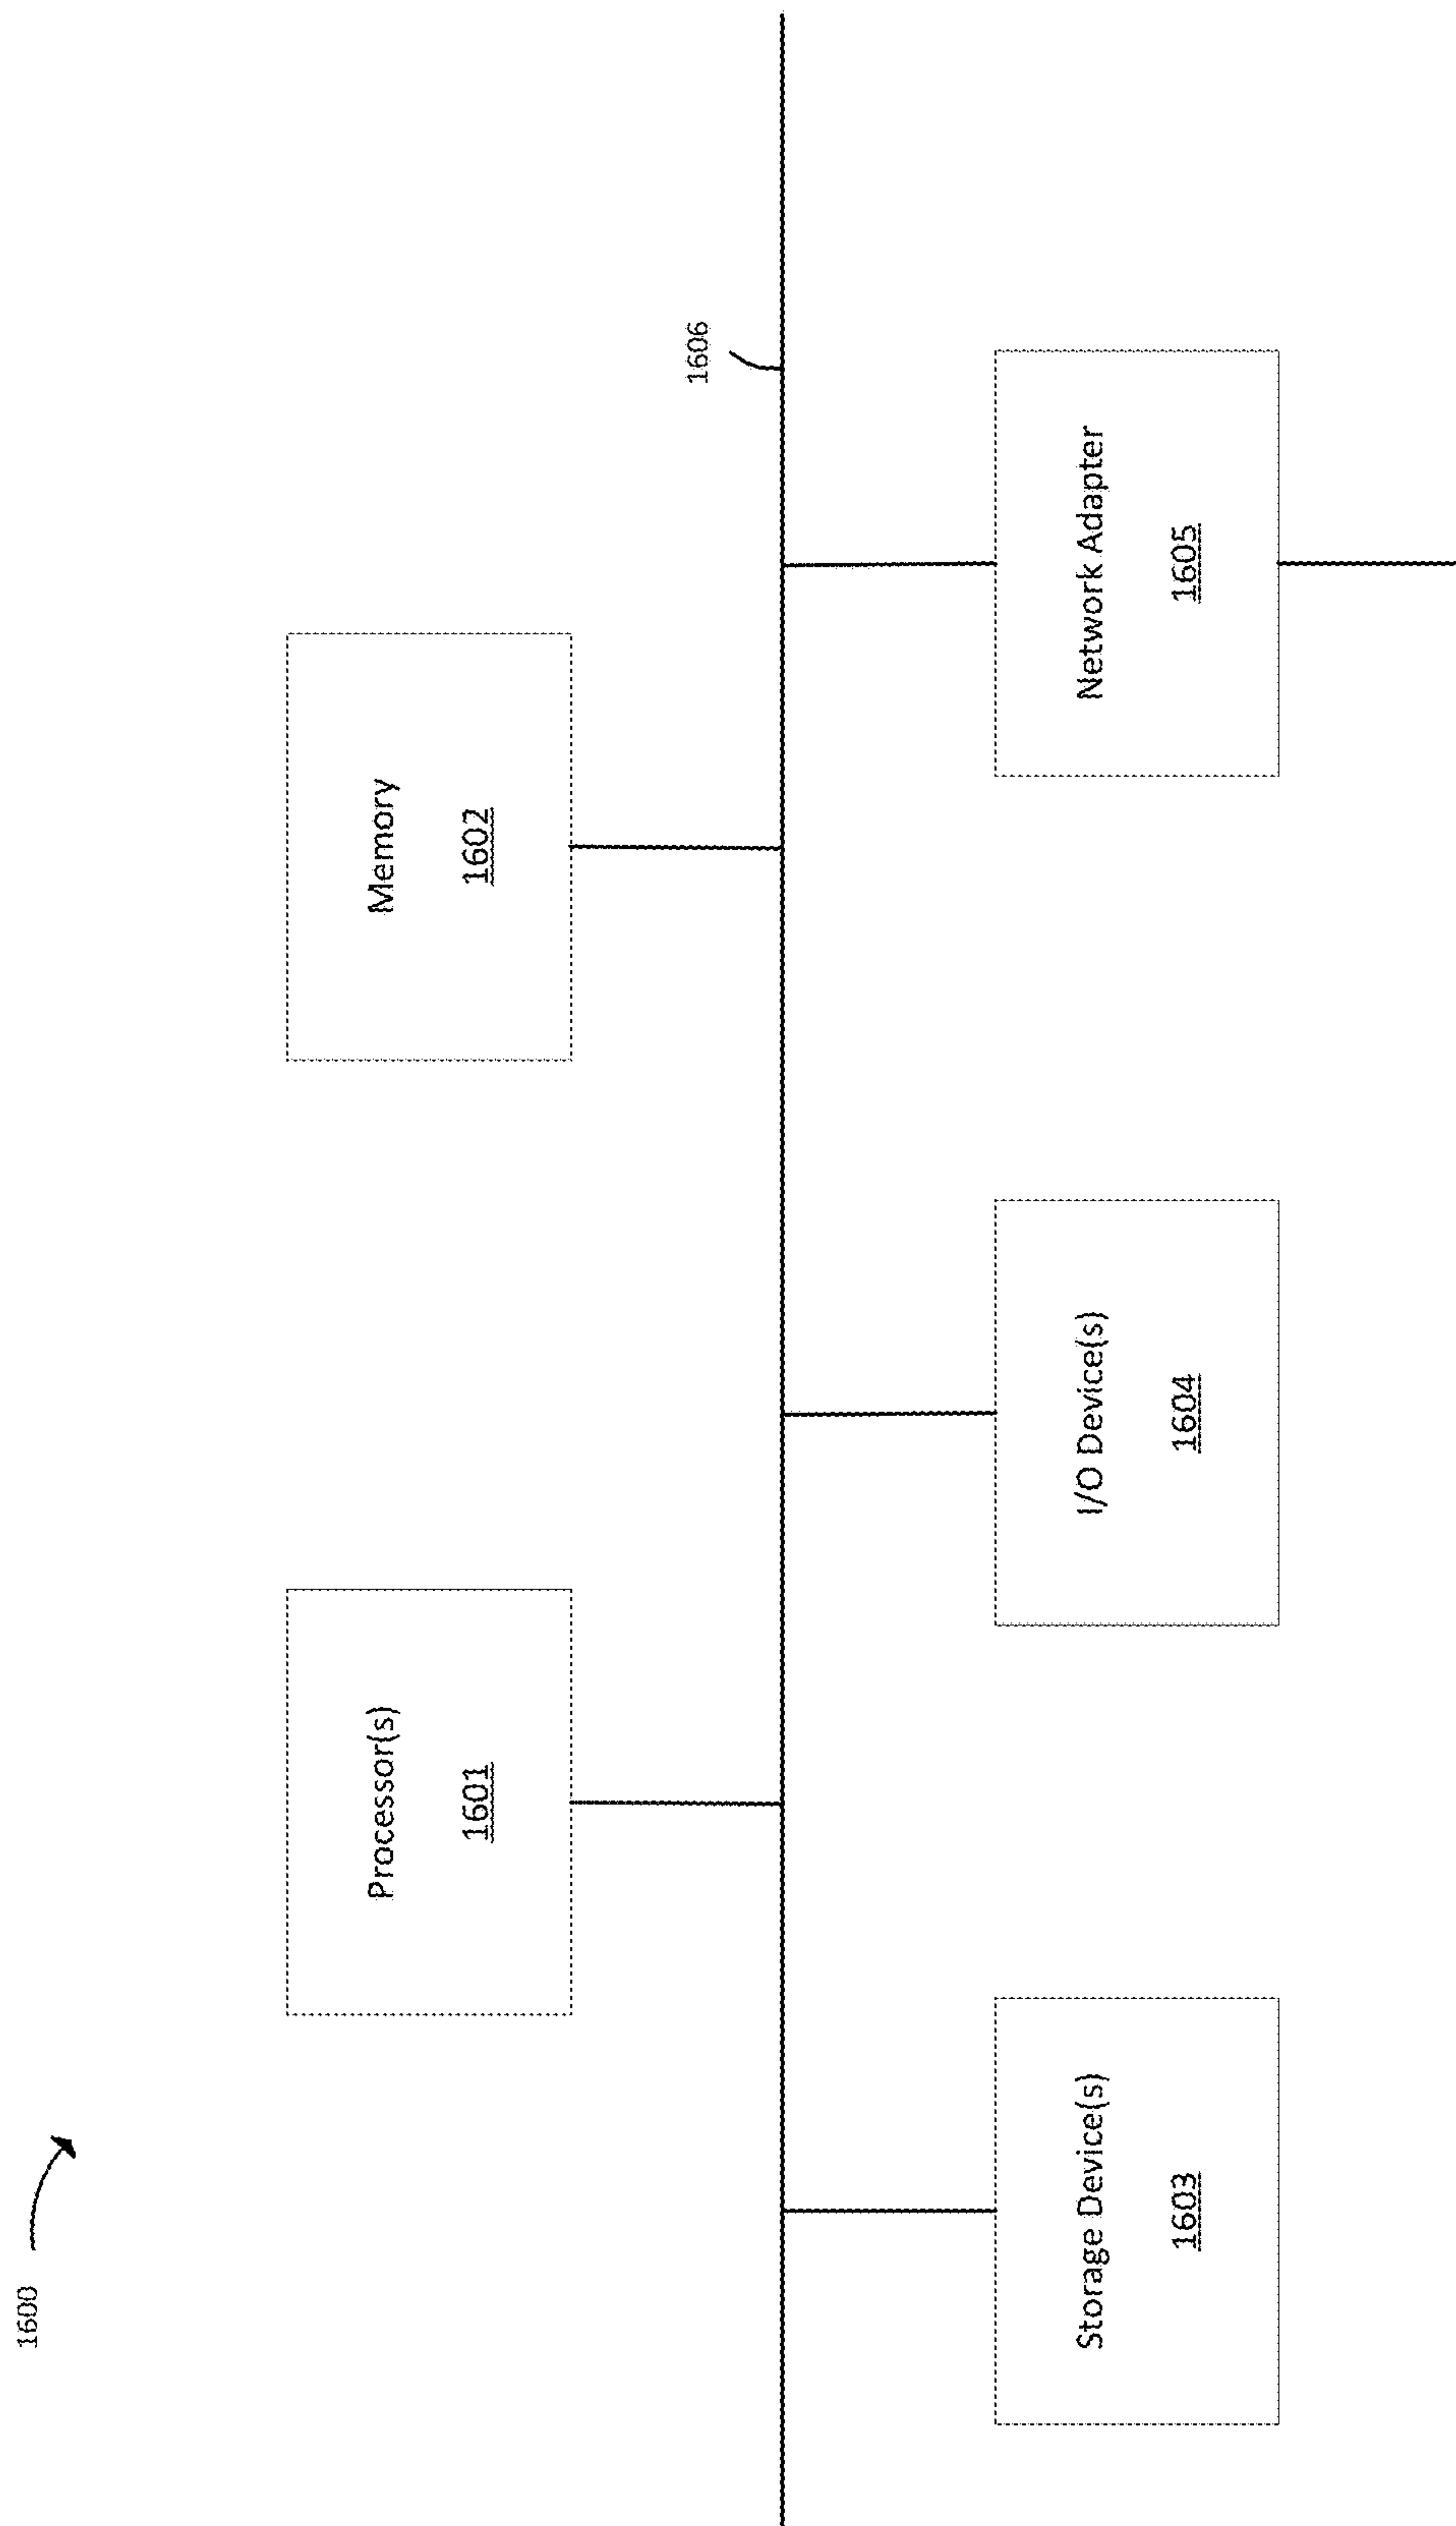 1600
Processor(s)
1601
Memory
1602
1606
Storage Device(s)
1603
I/O Device(s)
1604
Network Adapter
1605